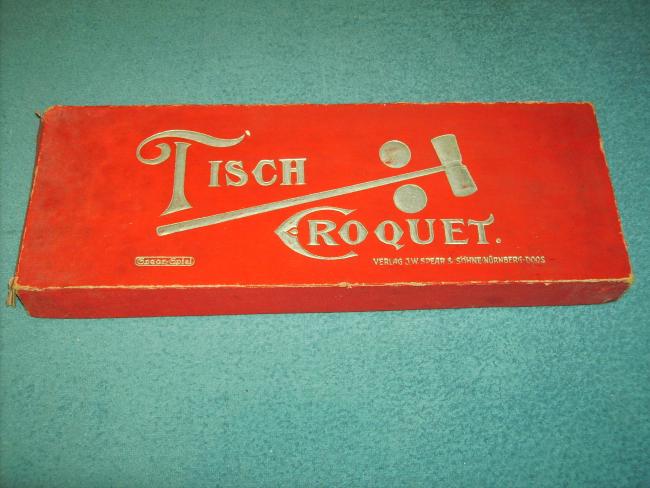 TISCH
CROQUET.
Spear-Spiel
VERLAG J.W. SPEAR & SÖHNE·NÜRNBERG-DOOS